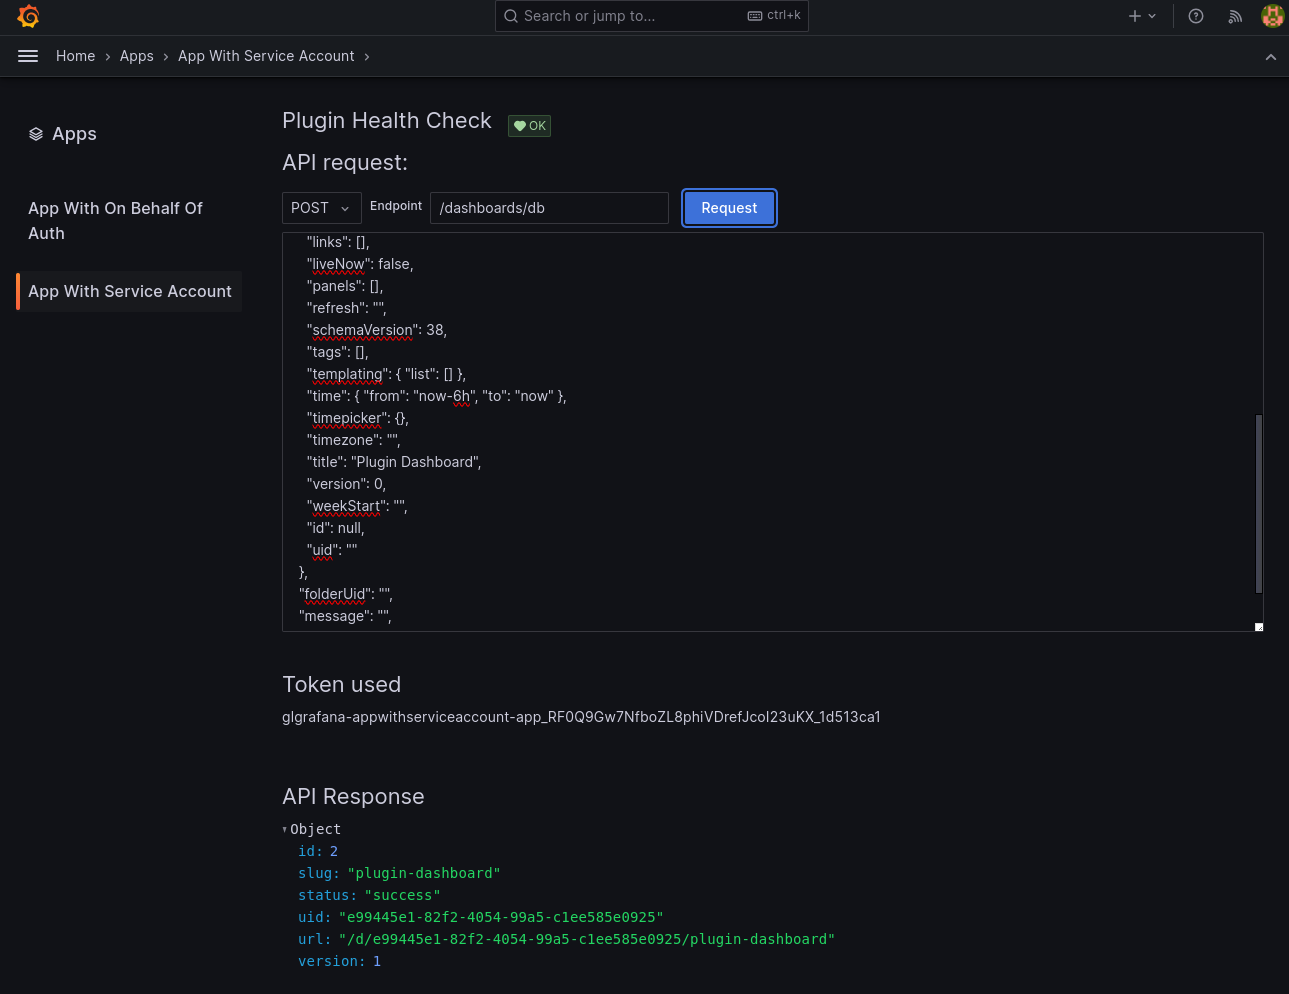 Search or jump to...
ctrl+k
Home › Apps › App With Service Account ›
Apps
App With On Behalf Of
Auth
App With Service Account
Plugin Health Check
OK
API request:
POST
Endpoint
/dashboards/db
Request
"links": [],
"liveNow": false,
"panels": [],
"refresh": "",
"schemaVersion": 38,
"tags": [],
"templating": { "list": [] },
"time": { "from": "now-6h", "to": "now" },
"timepicker": {},
"timezone": "",
"title": "Plugin Dashboard",
"version": 0,
"weekStart": "",
"id": null,
"uid": ""
},
"folderUid": "",
"message": "",
Token used
glgrafana-appwithserviceaccount-app_RF0Q9Gw7NfboZL8phiVDrefJcoI23uKX_1d513ca1
API Response
Object
id: 2
slug: "plugin-dashboard"
status: "success"
uid: "e99445e1-82f2-4054-99a5-c1ee585e0925"
url: "/d/e99445e1-82f2-4054-99a5-c1ee585e0925/plugin-dashboard"
version: 1